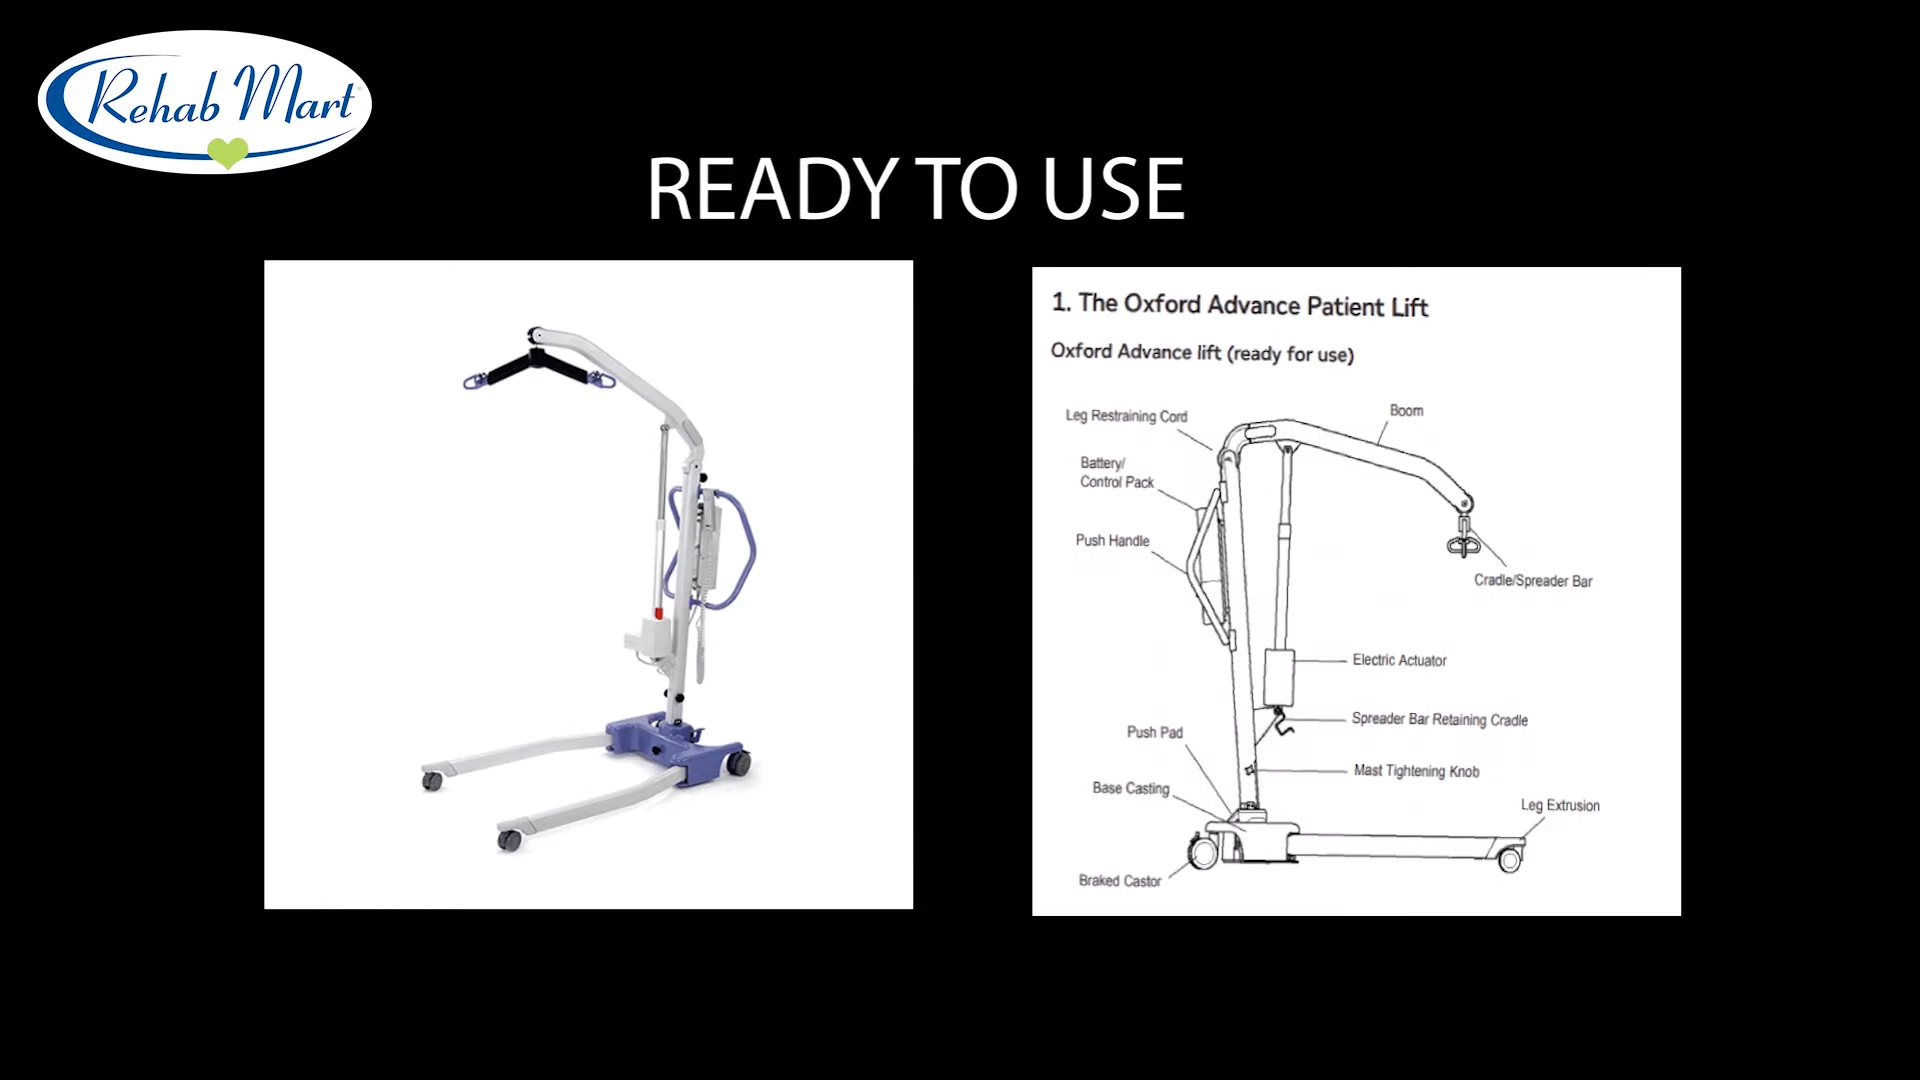 Rehab Mart
READY TO USE
1. The Oxford Advance Patient Lift
Oxford Advance lift (ready for use)
Leg Restraining Cord
Boom
Battery/
Control Pack
Push Handle
Cradle/Spreader Bar
Electric Actuator
Spreader Bar Retaining Cradle
Push Pad
Mast Tightening Knob
Base Casting
Leg Extrusion
Braked Castor